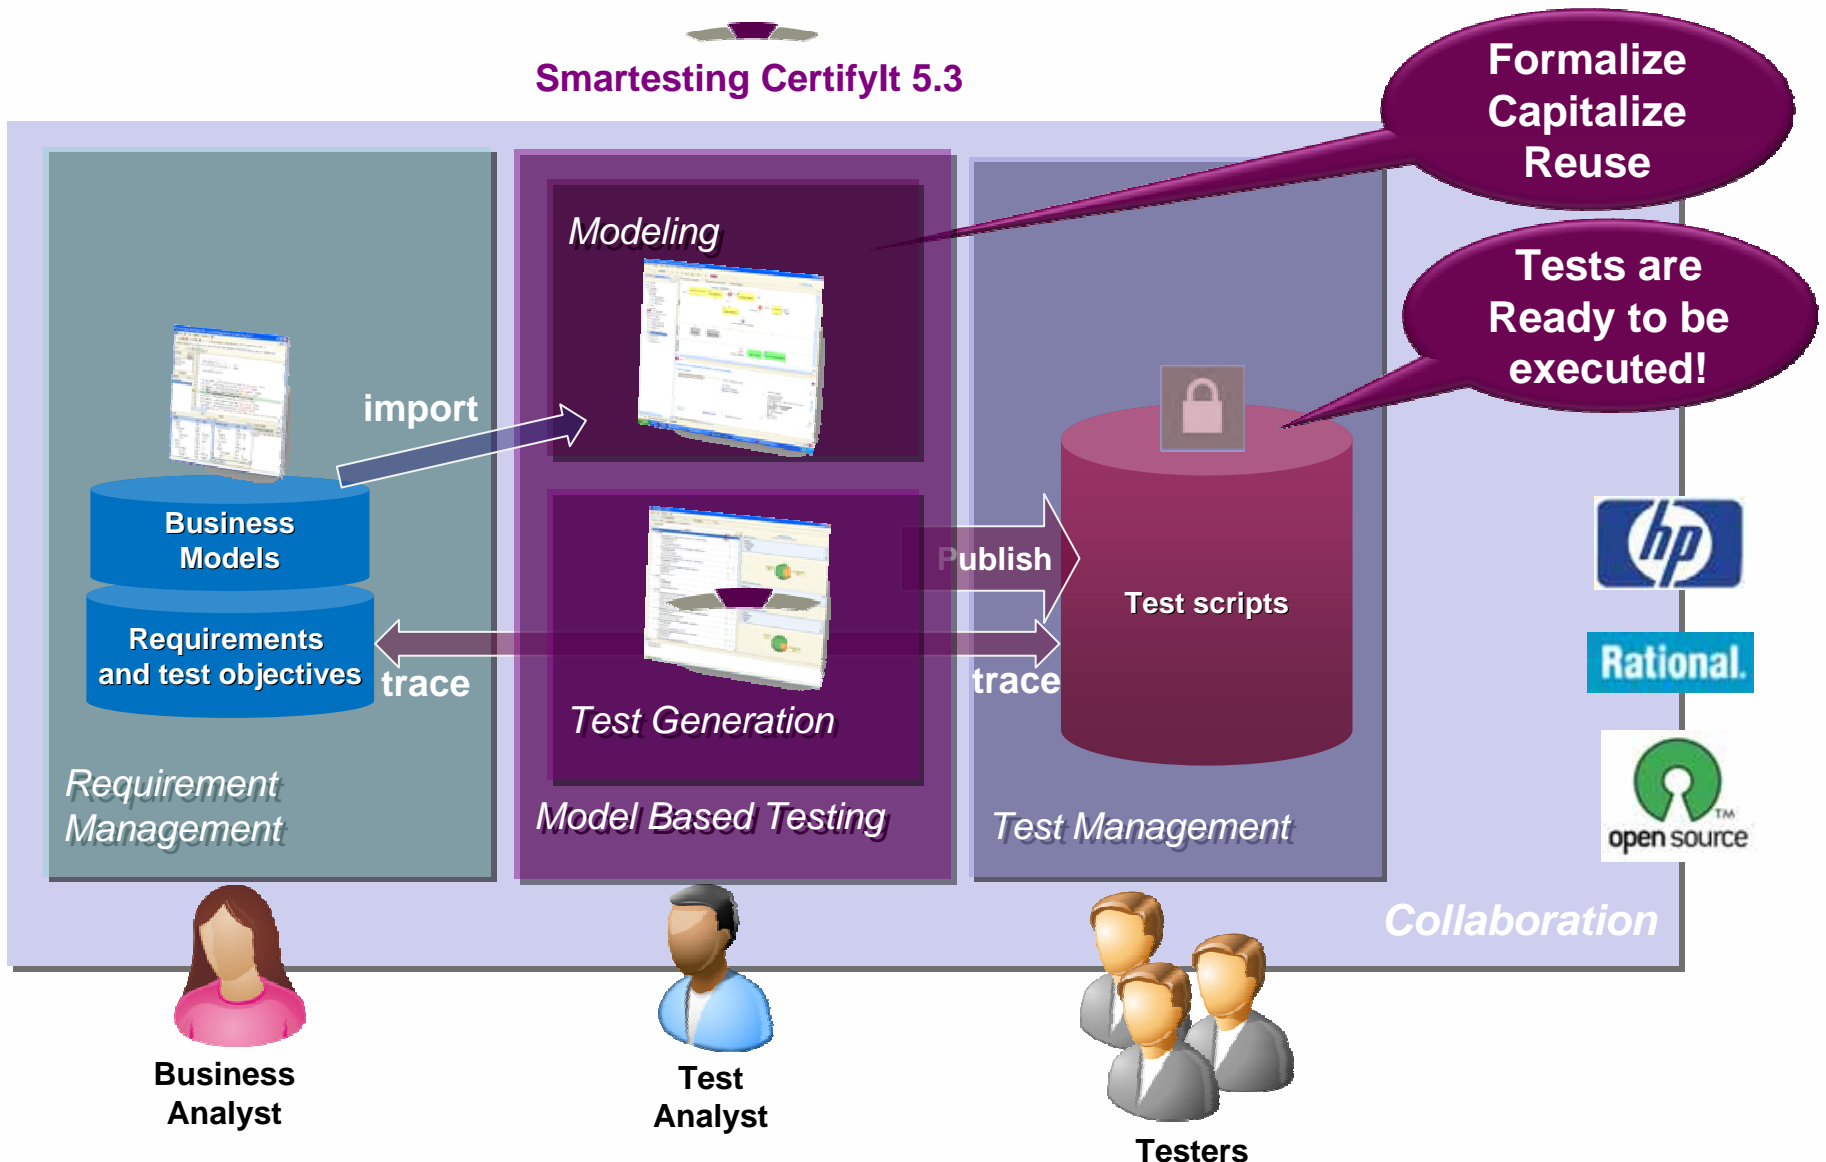 Smartesting CertifyIt 5.3
Formalize
Capitalize
Reuse
Tests are
Ready to be
executed!
Modeling
import
Business
Models
Requirements
and test objectives
trace
Publish
trace
Test scripts
Test Generation
Requirement
Management
Model Based Testing
Test Management
hp
Rational.
TM
open source
Collaboration
Business
Analyst
Test
Analyst
Testers